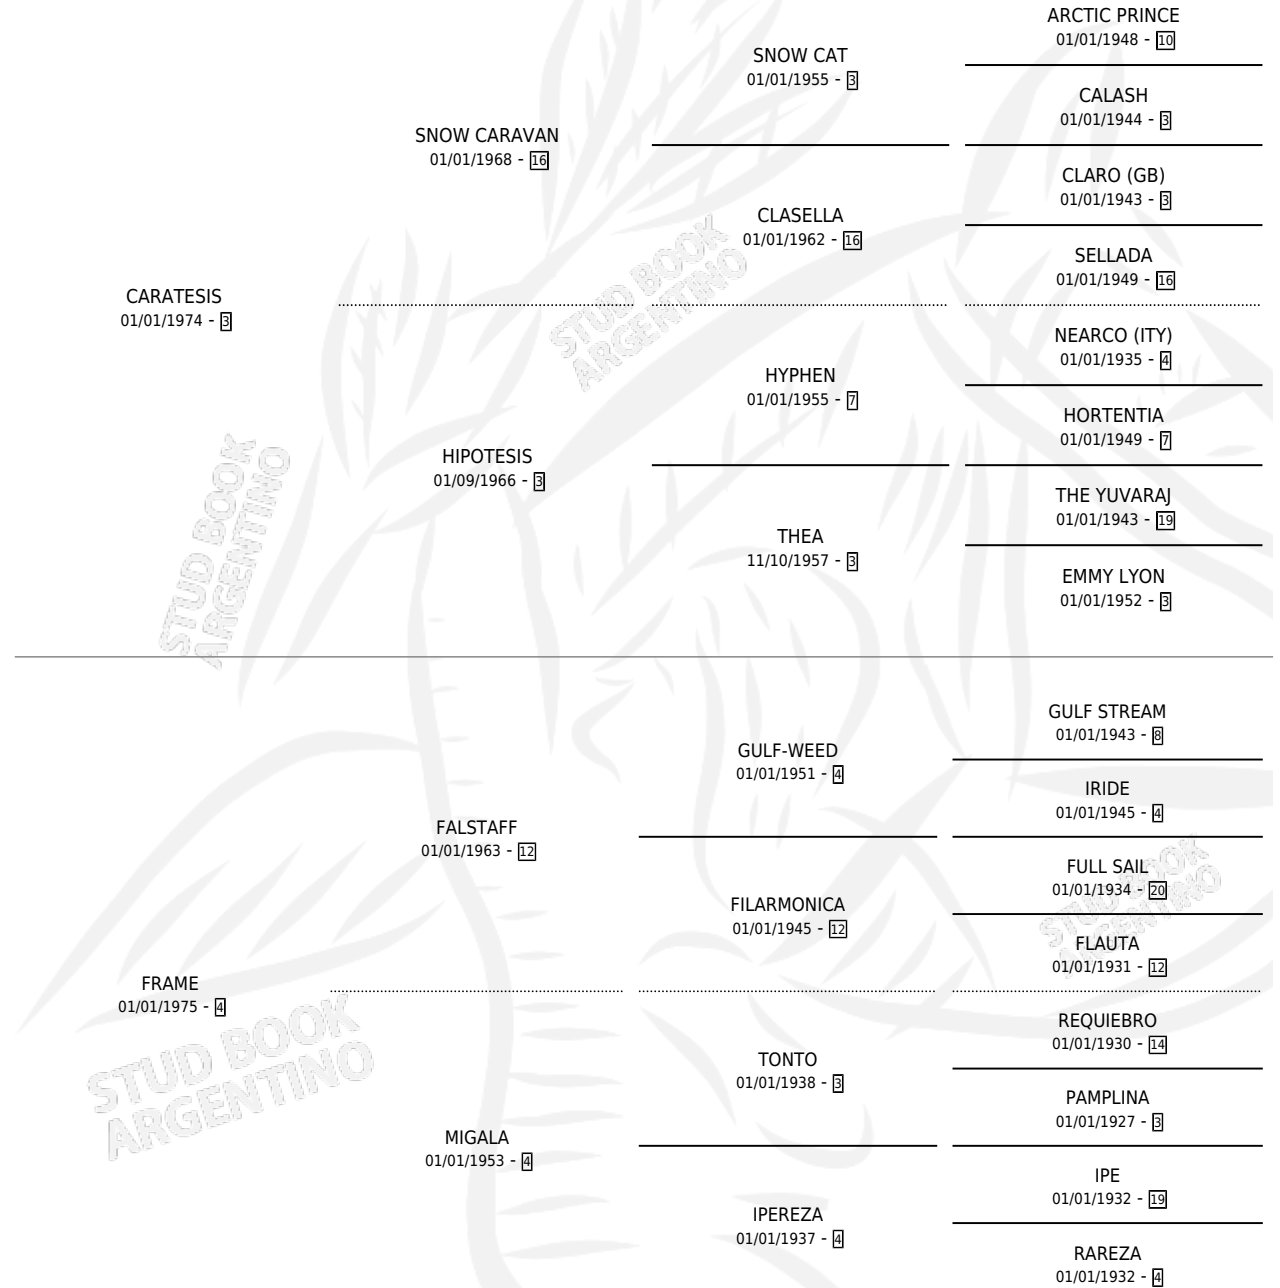 ARCTIC PRINCE
01/01/1948 - 10
SNOW CAT
01/01/1955 - 3
CALASH
01/01/1944 - 3
SNOW CARAVAN
01/01/1968 - 16
CLARO (GB)
01/01/1943 - 3
CLASELLA
01/01/1962 - 16
SELLADA
01/01/1949 - 16
CARATESIS
01/01/1974 - 3
NEARCO (ITY)
01/01/1935 - 4
HYPHEN
01/01/1955 - 7
HORTENTIA
01/01/1949 - 7
HIPOTESIS
01/09/1966 - 3
THE YUVARAJ
01/01/1943 - 19
THEA
11/10/1957 - 3
EMMY LYON
01/01/1952 - 3
GULF STREAM
01/01/1943 - 8
GULF-WEED
01/01/1951 - 4
IRIDE
01/01/1945 - 4
FALSTAFF
01/01/1963 - 12
FULL SAIL
01/01/1934 - 20
FILARMONICA
01/01/1945 - 12
FLAUTA
01/01/1931 - 12
FRAME
01/01/1975 - 4
REQUIEBRO
01/01/1930 - 14
TONTO
01/01/1938 - 3
PAMPLINA
01/01/1927 - 3
MIGALA
01/01/1953 - 4
IPE
01/01/1932 - 19
IPEREZA
01/01/1937 - 4
RAREZA
01/01/1932 - 4
STUD BOOK
ARGENTINO
STUD BOOK
ARGENTINO
STUD BOOK
ARGENTINO
STUD BOOK
ARGENTINO